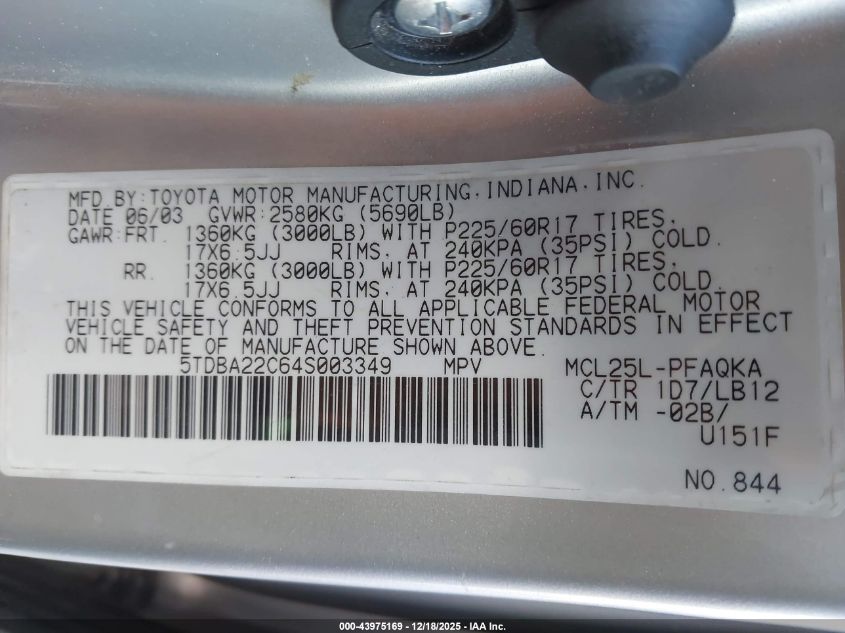 MFD. BY: TOYOTA MOTOR MANUFACTURING, INDIANA, INC.
DATE 06/03 GVWR: 2580KG (5690LB)
GAWR: FRT. 1360KG (3000LB) WITH P225/60R17 TIRES,
17X6.5JJ RIMS, AT 240KPA (35PSI) COLD.
RR. 1360KG (3000LB) WITH P225/60R17 TIRES,
17X6.5JJ RIMS, AT 240KPA (35PSI) COLD.
THIS VEHICLE CONFORMS TO ALL APPLICABLE FEDERAL MOTOR
VEHICLE SAFETY AND THEFT PREVENTION STANDARDS IN EFFECT
ON THE DATE OF MANUFACTURE SHOWN ABOVE.
5TDBA22C64S003349 MPV MCL25L-PFAQKA
C/TR 1D7/LB12
A/TM -02B/
U151F
NO. 844
000-43975169 - 12/18/2025 - IAA Inc.